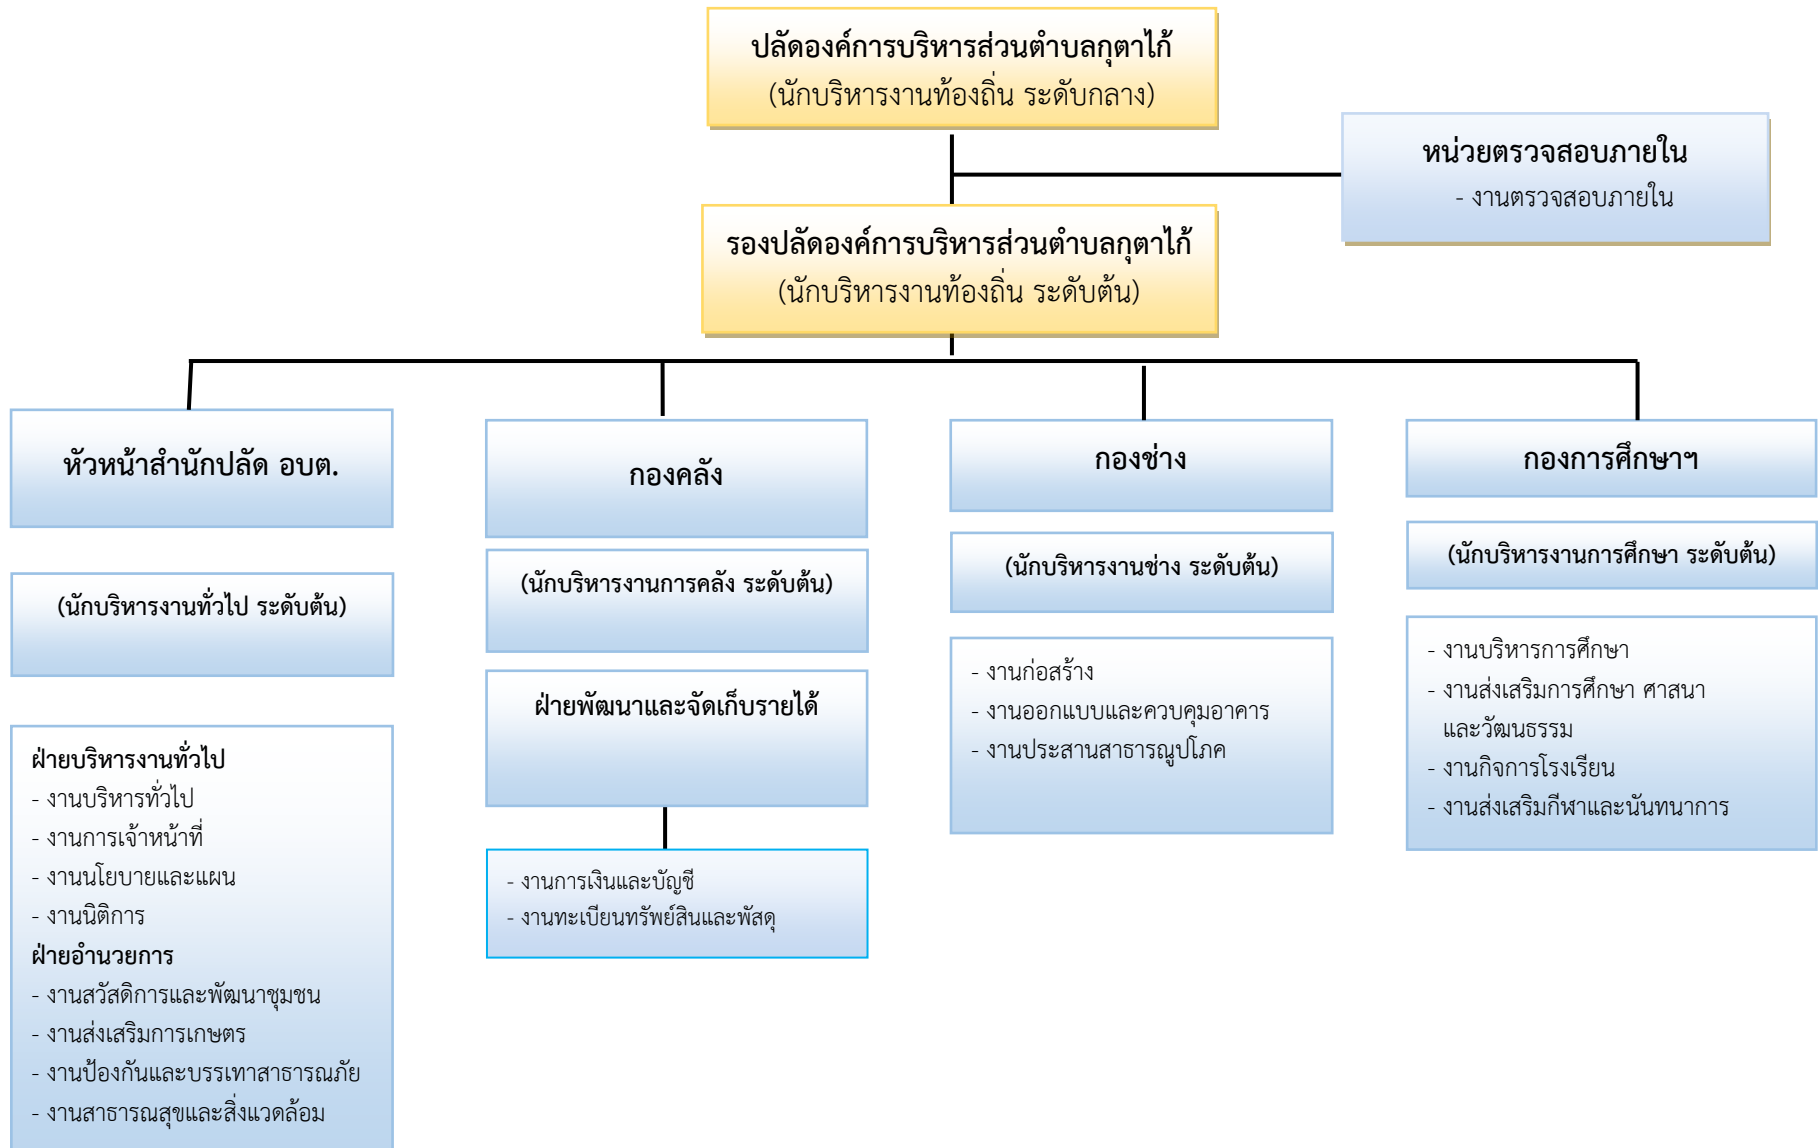 ปลัดองค์การบริหารส่วนตำบลกุตาไก้
(นักบริหารงานท้องถิ่น ระดับกลาง)
หน่วยตรวจสอบภายใน
- งานตรวจสอบภายใน
รองปลัดองค์การบริหารส่วนตำบลกุตาไก้
(นักบริหารงานท้องถิ่น ระดับต้น)
หัวหน้าสำนักปลัด อบต.
(นักบริหารงานทั่วไป ระดับต้น)
ฝ่ายบริหารงานทั่วไป
- งานบริหารทั่วไป
- งานการเจ้าหน้าที่
- งานนโยบายและแผน
- งานนิติการ
ฝ่ายอำนวยการ
- งานสวัสดิการและพัฒนาชุมชน
- งานส่งเสริมการเกษตร
- งานป้องกันและบรรเทาสาธารณภัย
- งานสาธารณสุขและสิ่งแวดล้อม
กองคลัง
(นักบริหารงานการคลัง ระดับต้น)
ฝ่ายพัฒนาและจัดเก็บรายได้
- งานการเงินและบัญชี
- งานทะเบียนทรัพย์สินและพัสดุ
กองช่าง
(นักบริหารงานช่าง ระดับต้น)
- งานก่อสร้าง
- งานออกแบบและควบคุมอาคาร
- งานประสานสาธารณูปโภค
กองการศึกษาฯ
(นักบริหารงานการศึกษา ระดับต้น)
- งานบริหารการศึกษา
- งานส่งเสริมการศึกษา ศาสนา
และวัฒนธรรม
- งานกิจการโรงเรียน
- งานส่งเสริมกีฬาและนันทนาการ